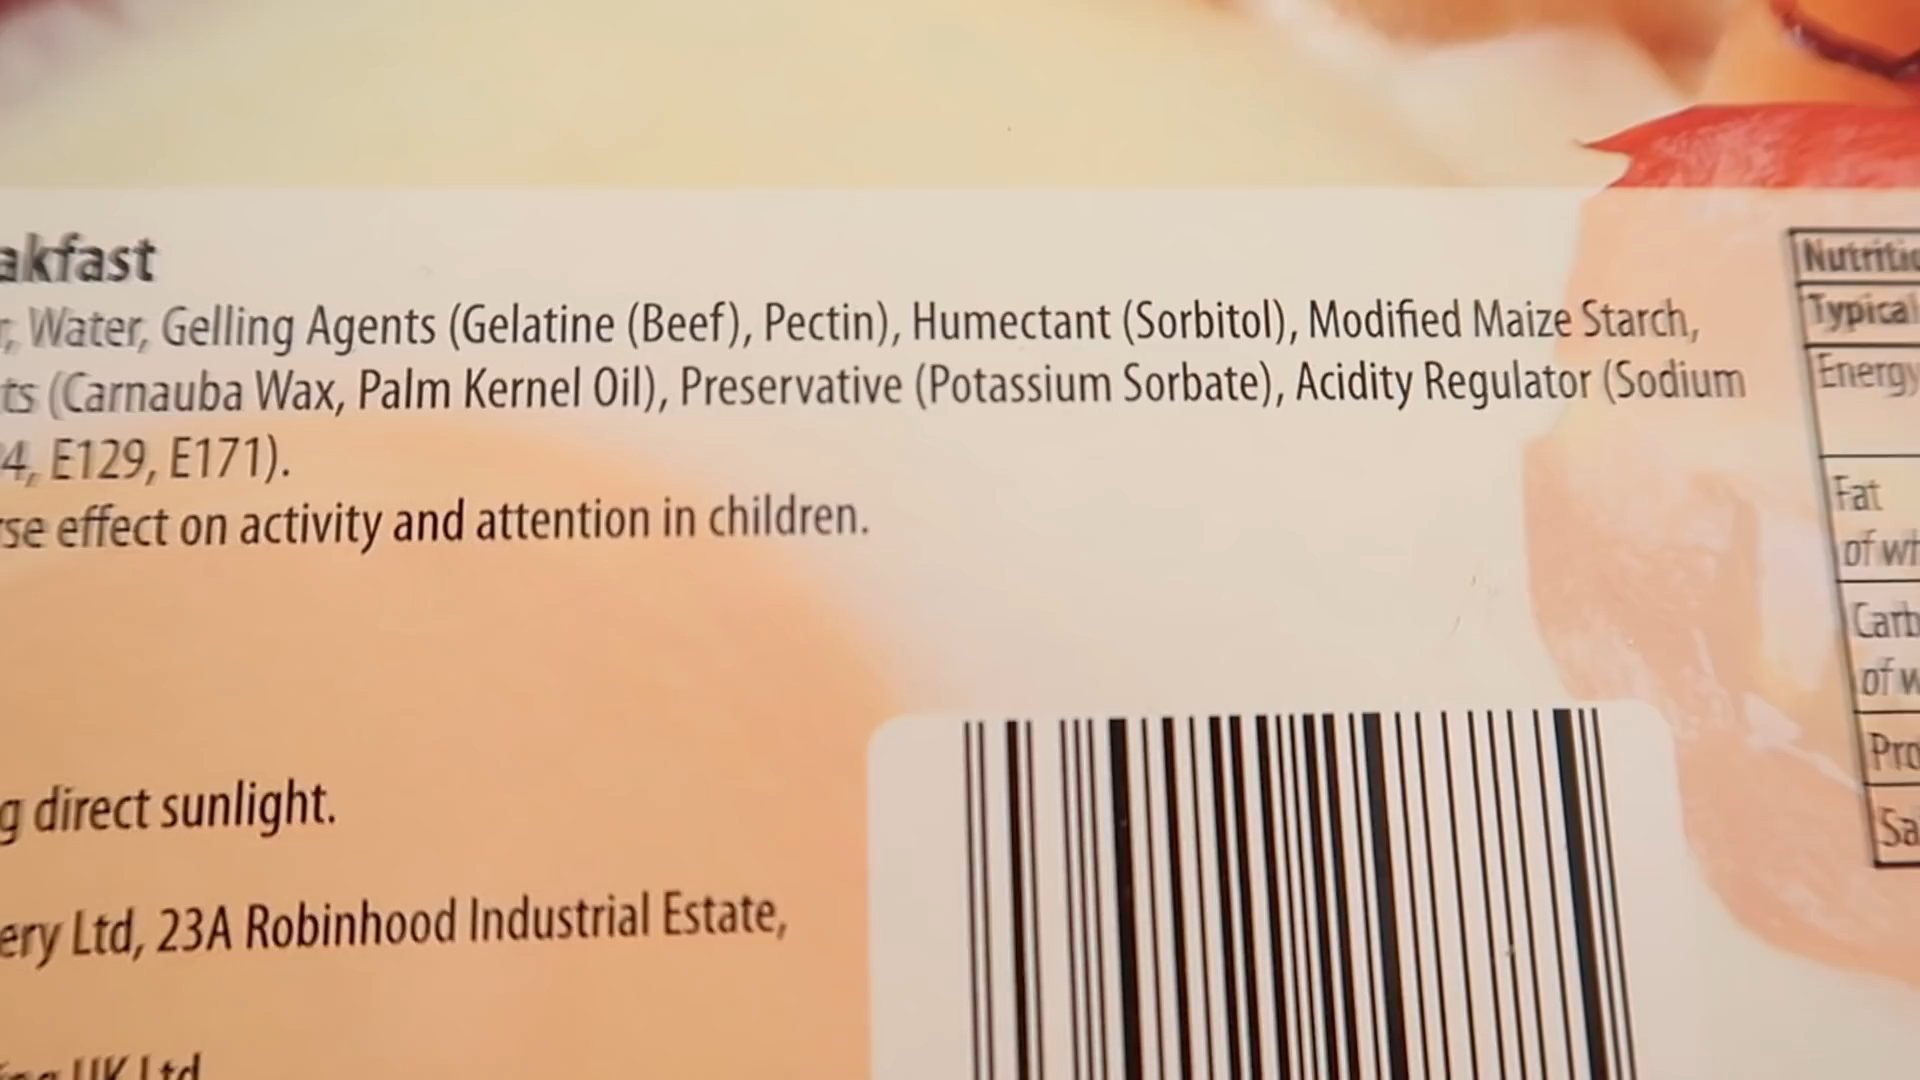 akfast
r, Water, Gelling Agents (Gelatine (Beef), Pectin), Humectant (Sorbitol), Modified Maize Starch,
ts (Carnauba Wax, Palm Kernel Oil), Preservative (Potassium Sorbate), Acidity Regulator (Sodium
4, E129, E171).
rse effect on activity and attention in children.
g direct sunlight.
ery Ltd, 23A Robinhood Industrial Estate,
UK Ltd
Nutritio
Typical
Energy
Fat
of wh
Carb
of w
Pro
Sa